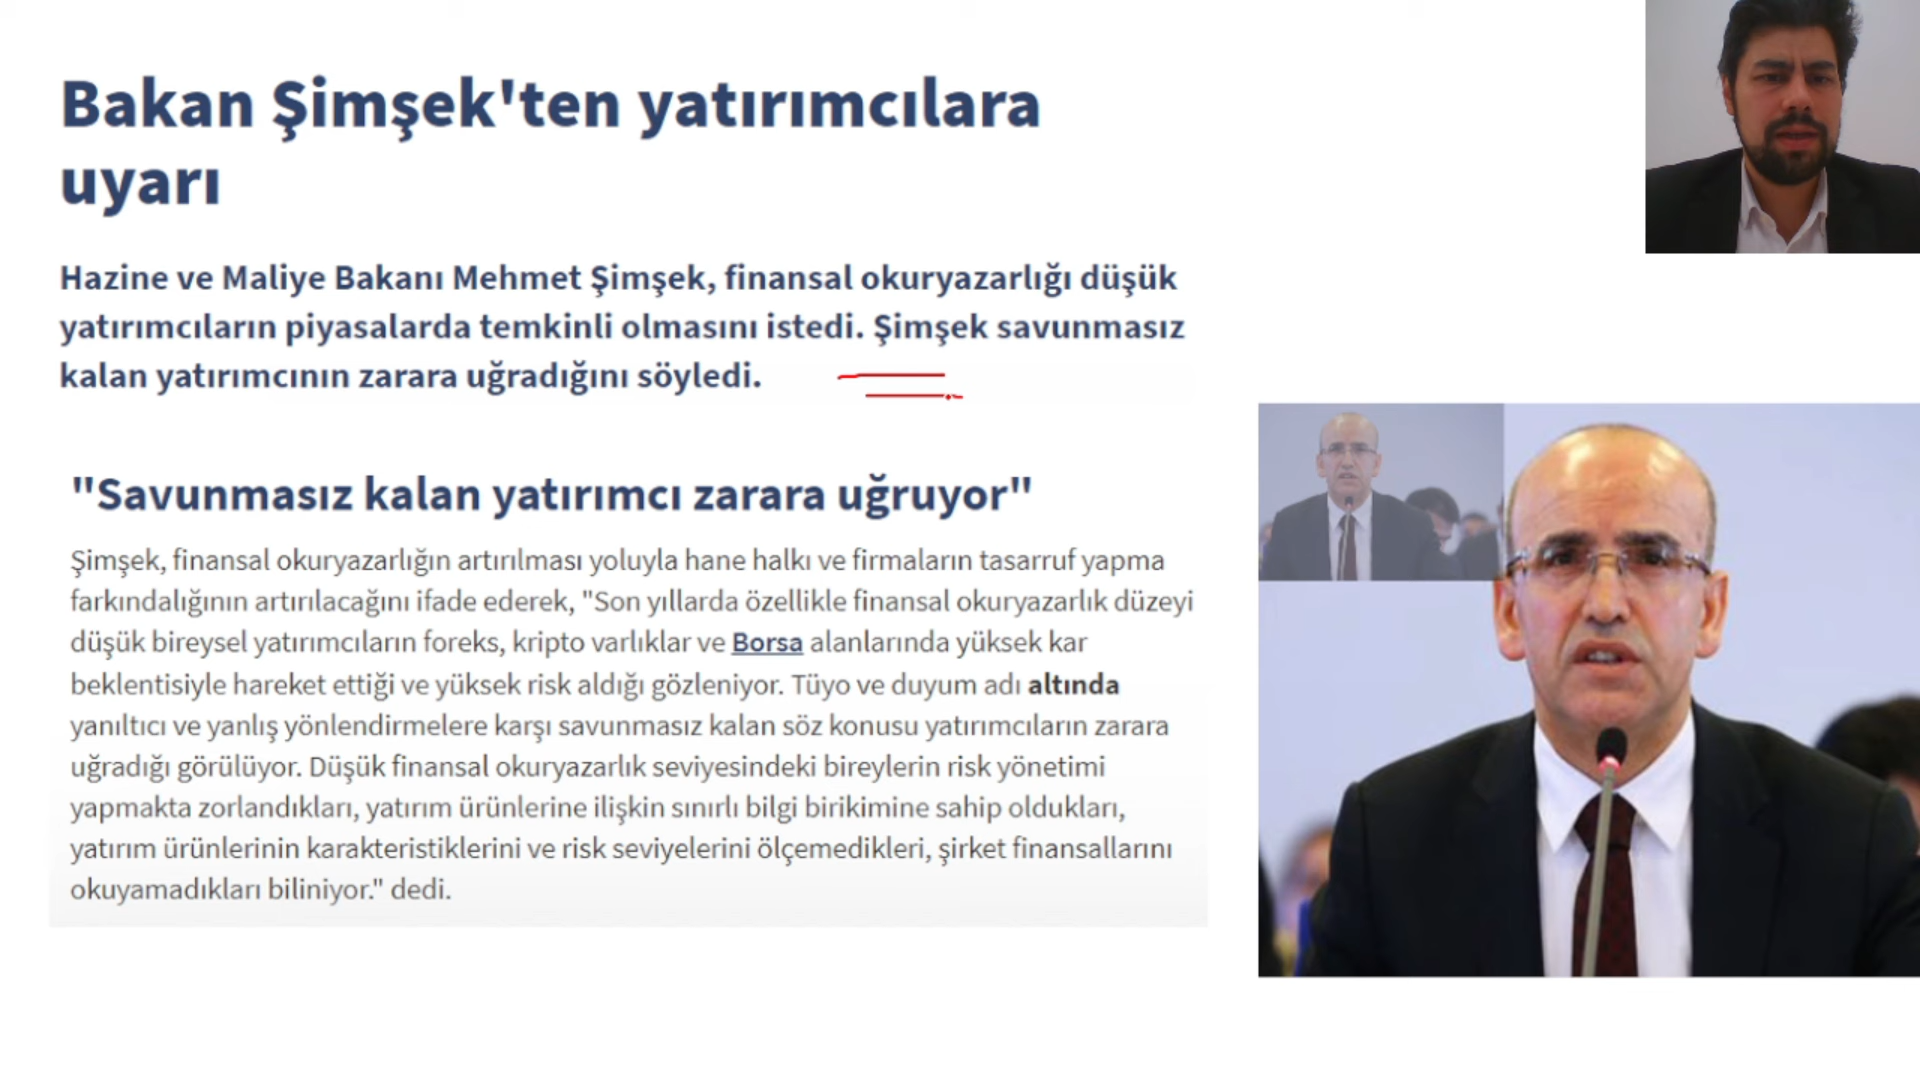 Bakan Şimşek'ten yatırımcılara
uyarı
Hazine ve Maliye Bakanı Mehmet Şimşek, finansal okuryazarlığı düşük
yatırımcıların piyasalarda temkinli olmasını istedi. Şimşek savunmasız
kalan yatırımcının zarara uğradığını söyledi.
"Savunmasız kalan yatırımcı zarara uğruyor"
Şimşek, finansal okuryazarlığın artırılması yoluyla hane halkı ve firmaların tasarruf yapma
farkındalığının artırılacağını ifade ederek, "Son yıllarda özellikle finansal okuryazarlık düzeyi
düşük bireysel yatırımcıların foreks, kripto varlıklar ve Borsa alanlarında yüksek kar
beklentisiyle hareket ettiği ve yüksek risk aldığı gözleniyor. Tüyo ve duyum adı altında
yanıltıcı ve yanlış yönlendirmelere karşı savunmasız kalan söz konusu yatırımcıların zarara
uğradığı görülüyor. Düşük finansal okuryazarlık seviyesindeki bireylerin risk yönetimi
yapmakta zorlandıkları, yatırım ürünlerine ilişkin sınırlı bilgi birikimine sahip oldukları,
yatırım ürünlerinin karakteristiklerini ve risk seviyelerini ölçemedikleri, şirket finansallarını
okuyamadıkları biliniyor." dedi.